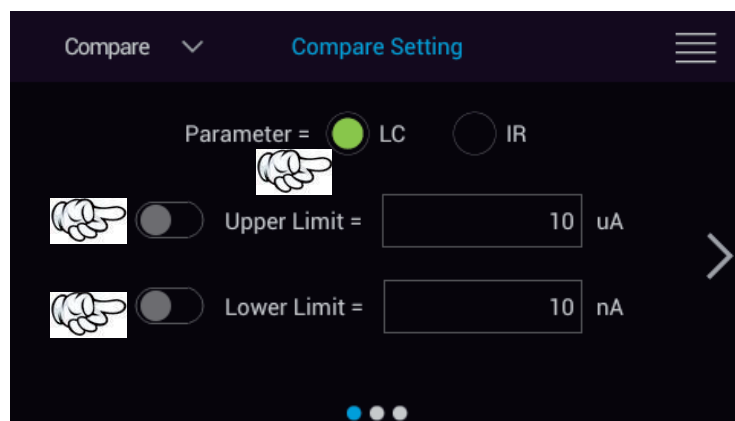 Compare Compare Setting
Parameter = LC IR
Upper Limit = 10 uA
Lower Limit = 10 nA